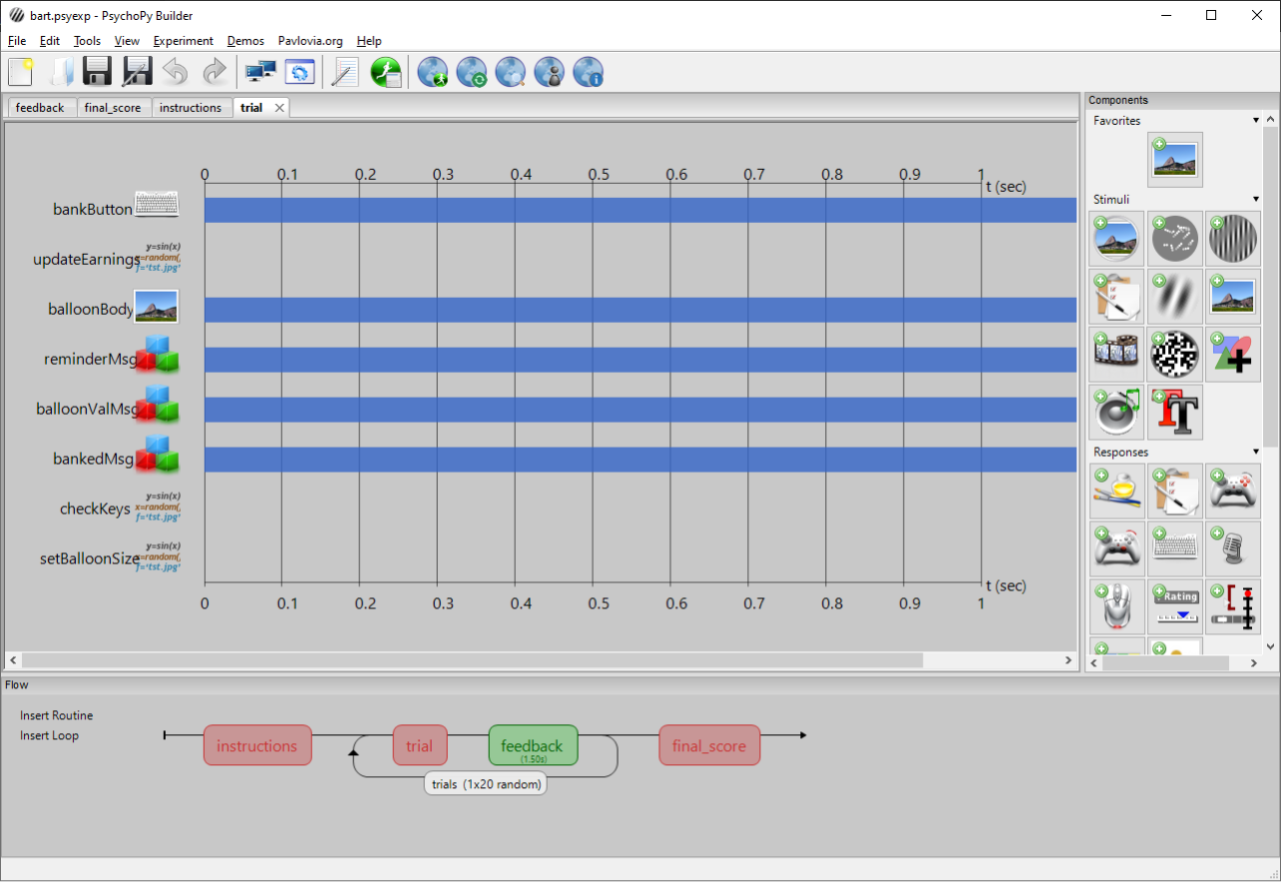 bart.psyexp - PsychoPy Builder
File Edit Tools View Experiment Demos Pavlovia.org Help
feedback final_score instructions trial
0 0.1 0.2 0.3 0.4 0.5 0.6 0.7 0.8 0.9 1
t (sec)
bankButton
updateEarnings
y=sin(x)
=random(,
f="tst.jpg"
balloonBody
reminderMsg
balloonValMsg
bankedMsg
checkKeys
y=sin(x)
x=random(,
f="tst.jpg"
setBalloonSize
y=sin(x)
=random(,
f="tst.jpg"
t (sec)
0 0.1 0.2 0.3 0.4 0.5 0.6 0.7 0.8 0.9 1
Components
Favorites
Stimuli
TT
Responses
Rating
Flow
Insert Routine
Insert Loop
instructions
trial
feedback
(1.50s)
final_score
trials (1x20 random)